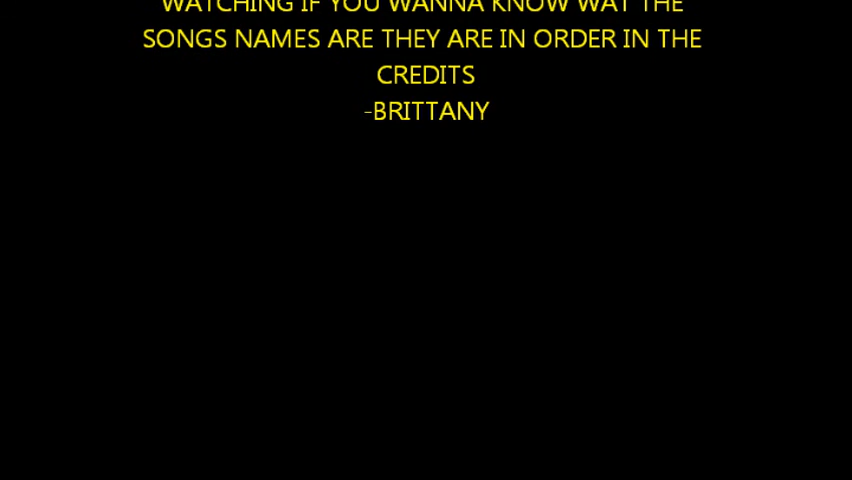 WATCHING IF YOU WANNA KNOW WAT THE
SONGS NAMES ARE THEY ARE IN ORDER IN THE
CREDITS
-BRITTANY